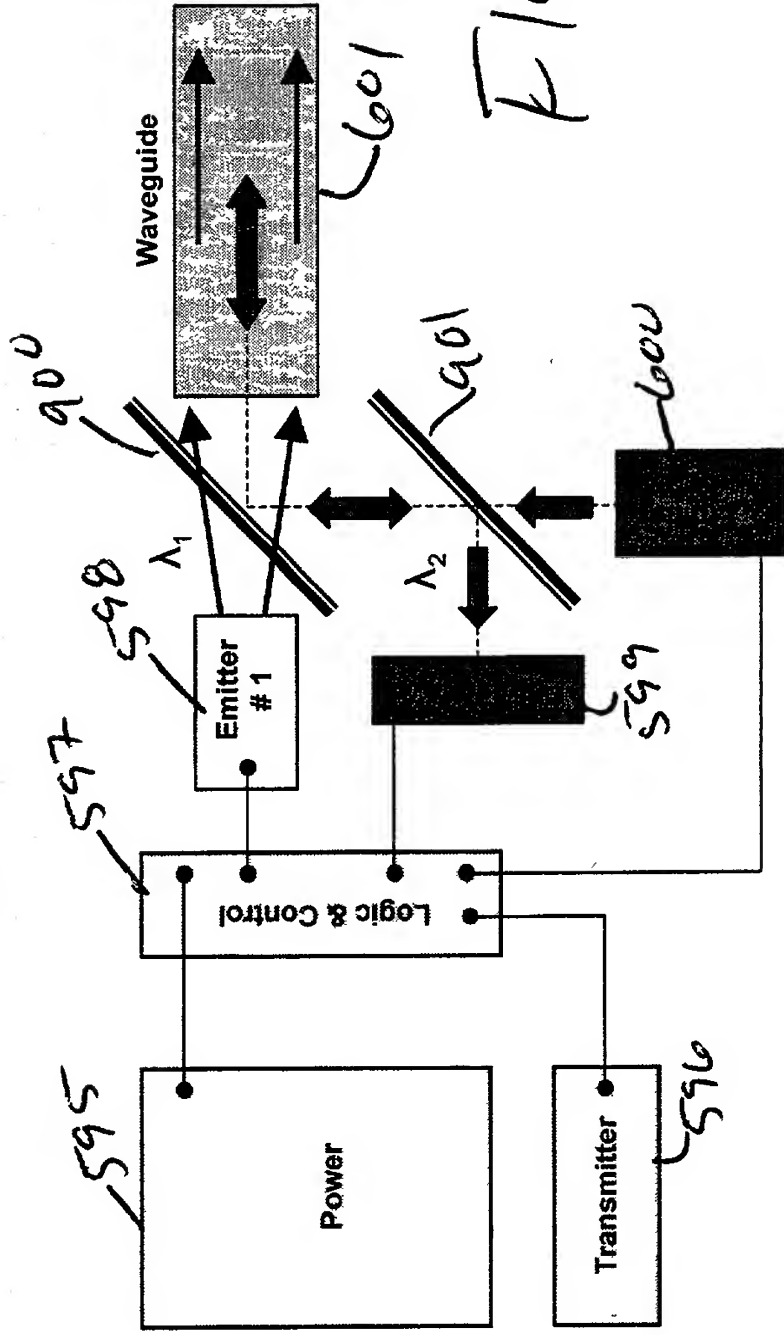 Waveguide
601
900
λ₁
598
Emitter
# 1
901
λ₂
600
599
597
Logic & Control
595
Power
Transmitter
596